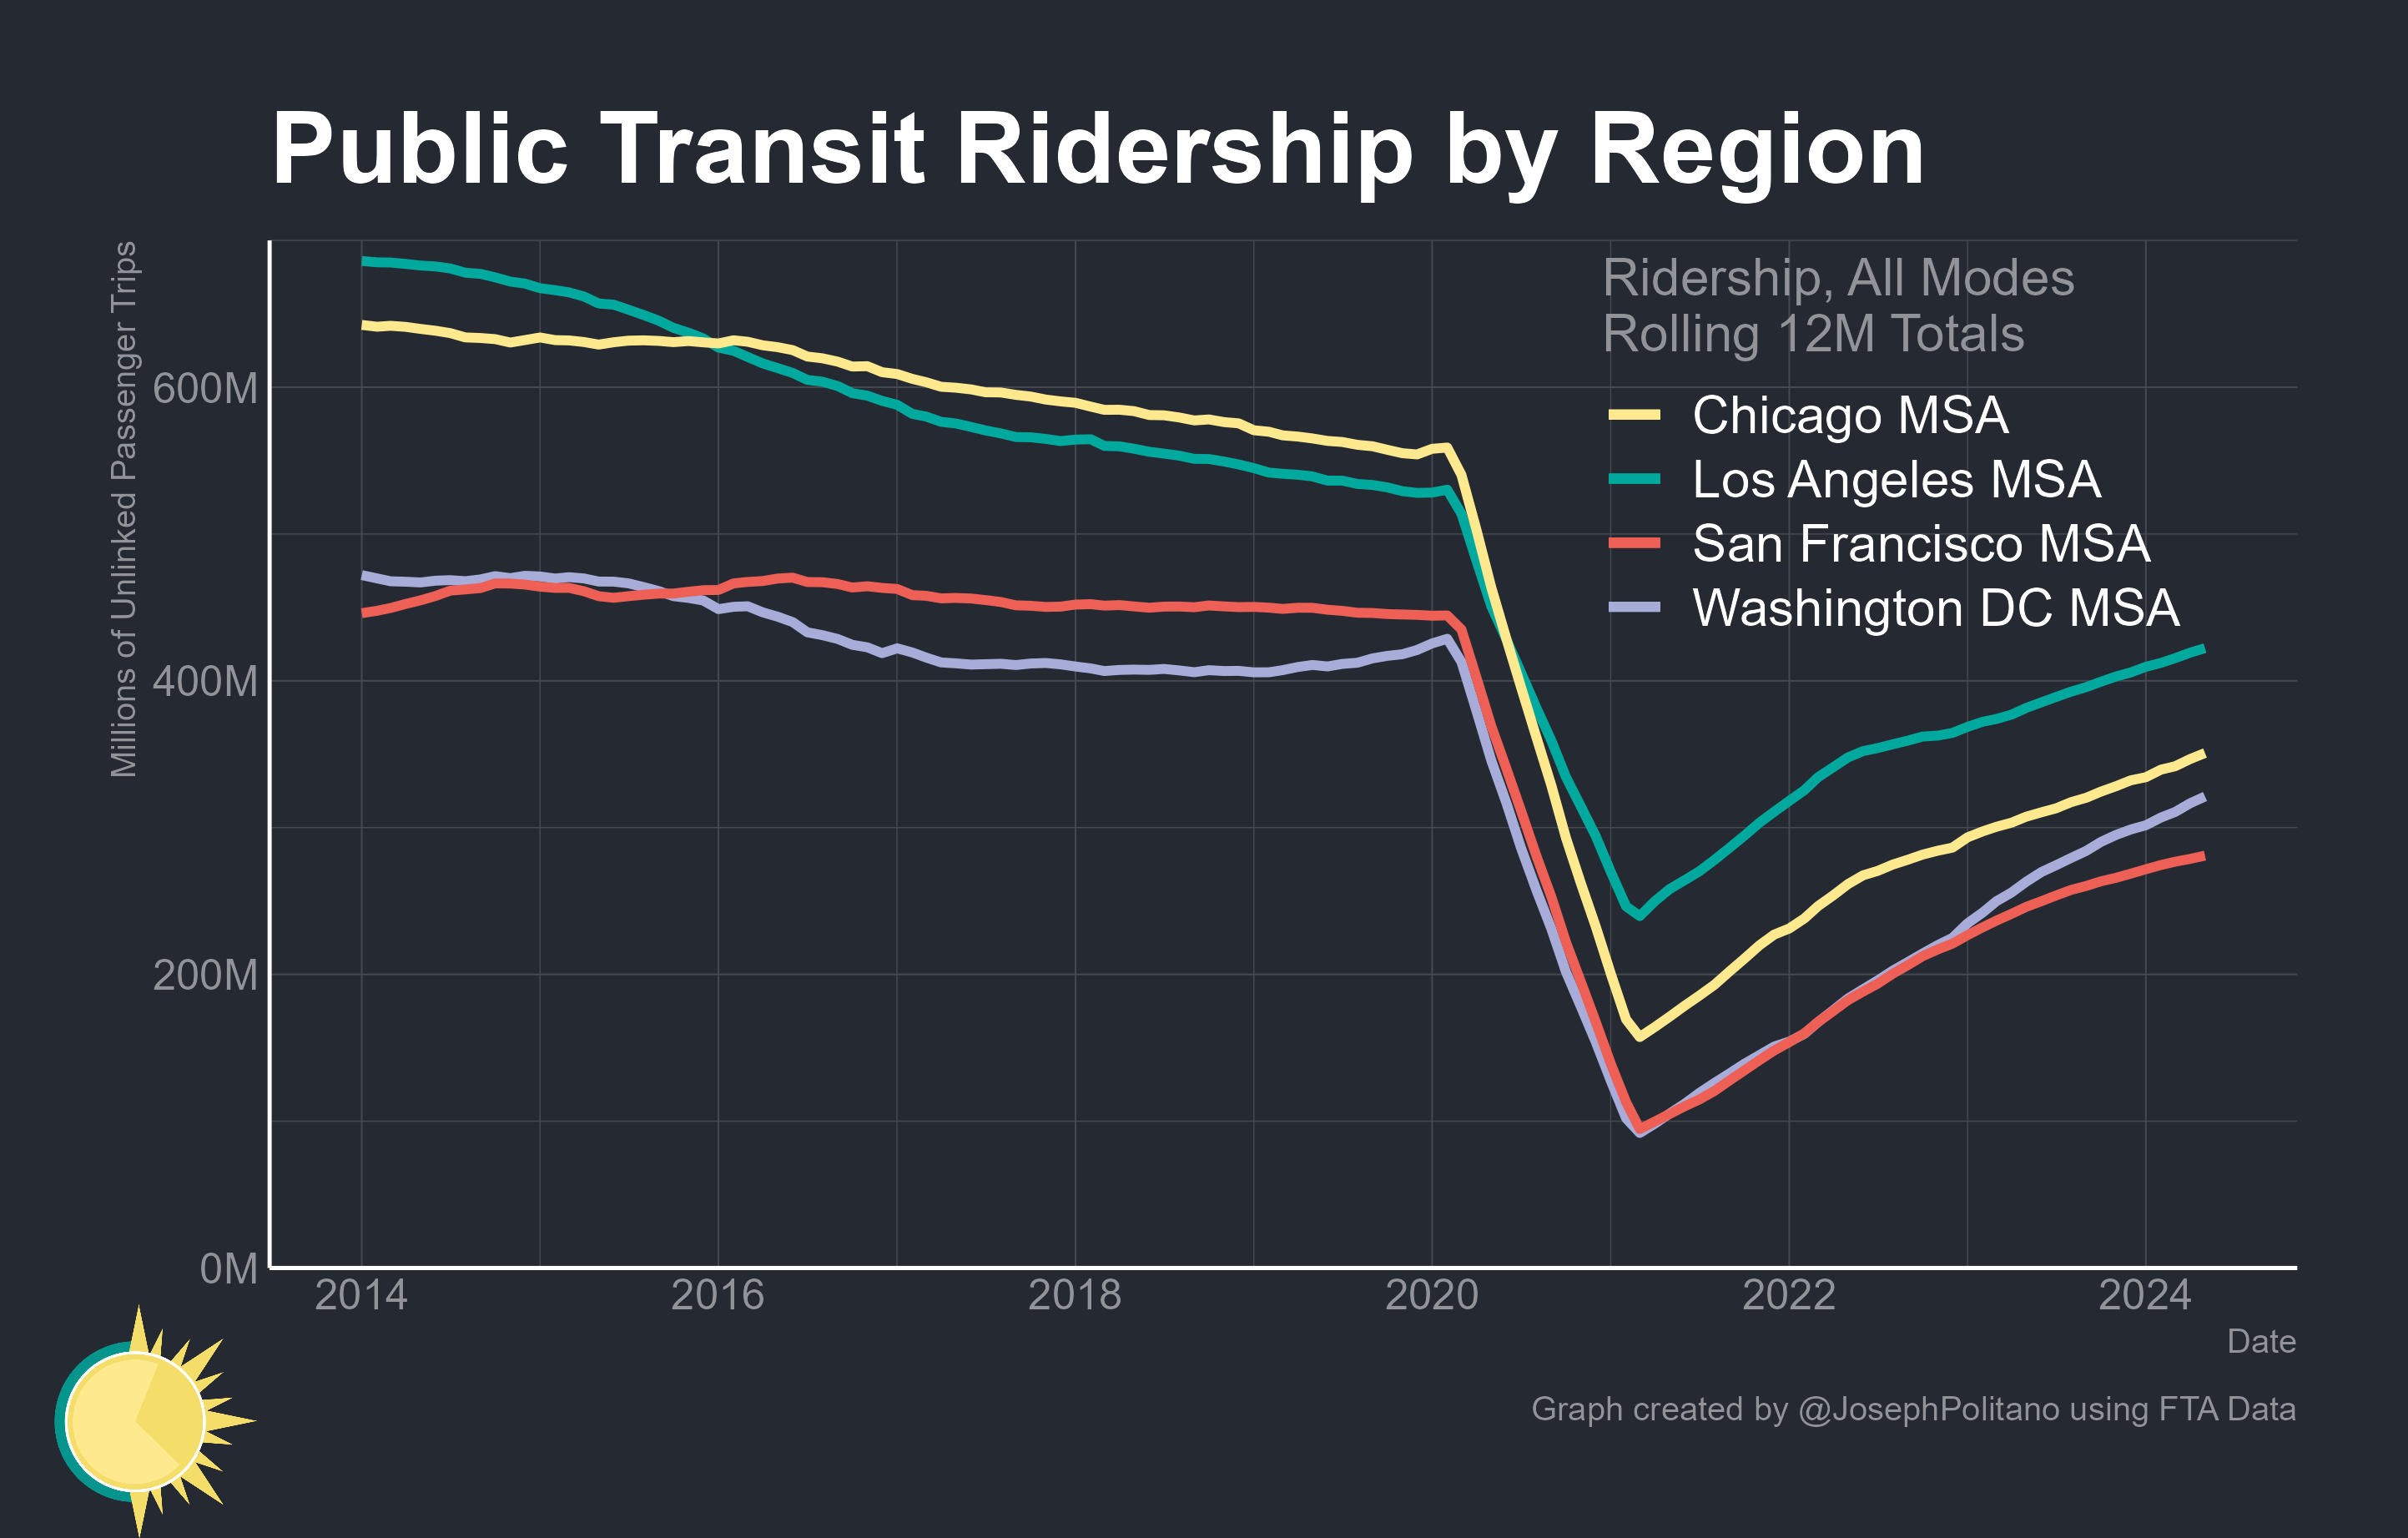 Public Transit Ridership by Region
Millions of Unlinked Passenger Trips
Ridership, All Modes
Rolling 12M Totals
Chicago MSA
Los Angeles MSA
San Francisco MSA
Washington DC MSA
600M
400M
200M
0M
2014 2016 2018 2020 2022 2024
Date
Graph created by @JosephPolitano using FTA Data